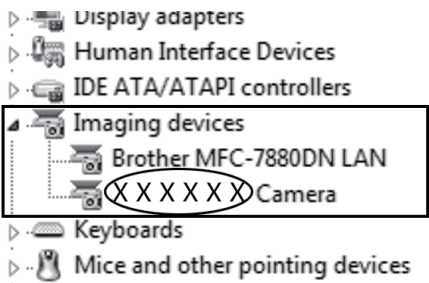 Display adapters
Human Interface Devices
IDE ATA/ATAPI controllers
Imaging devices
Brother MFC-7880DN LAN
X X X X X X Camera
Keyboards
Mice and other pointing devices